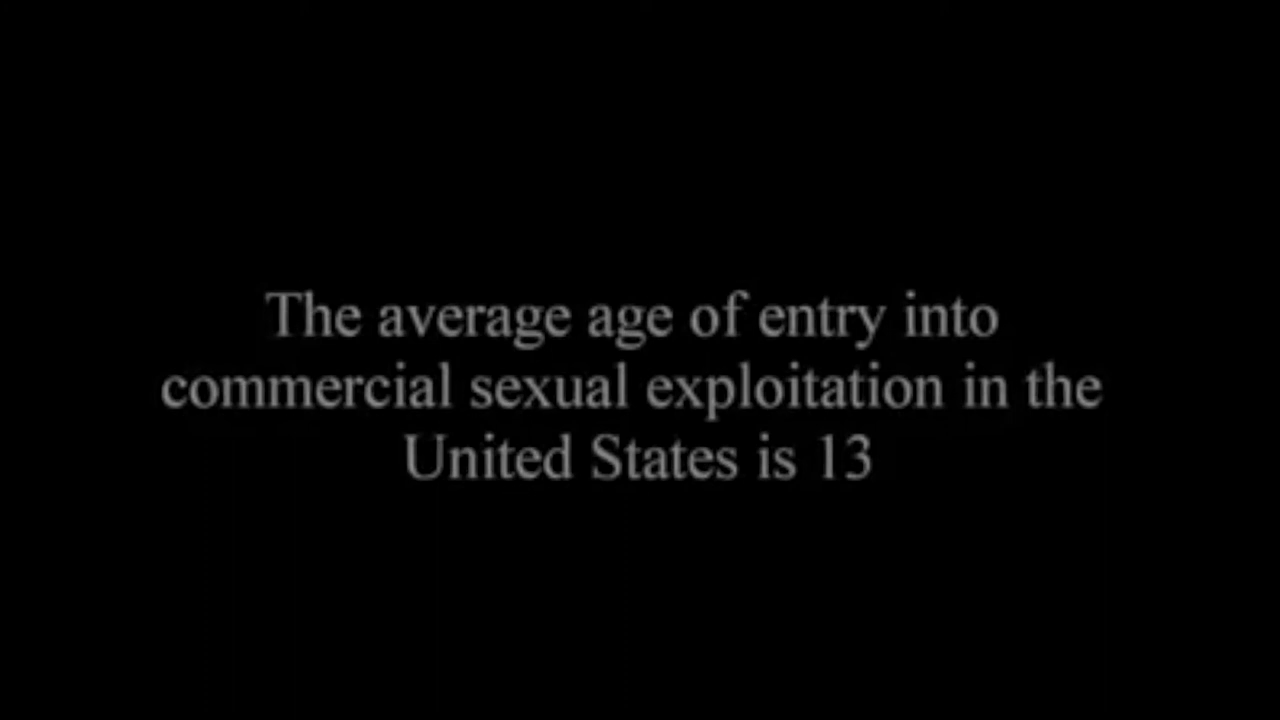 The average age of entry into
commercial sexual exploitation in the
United States is 13